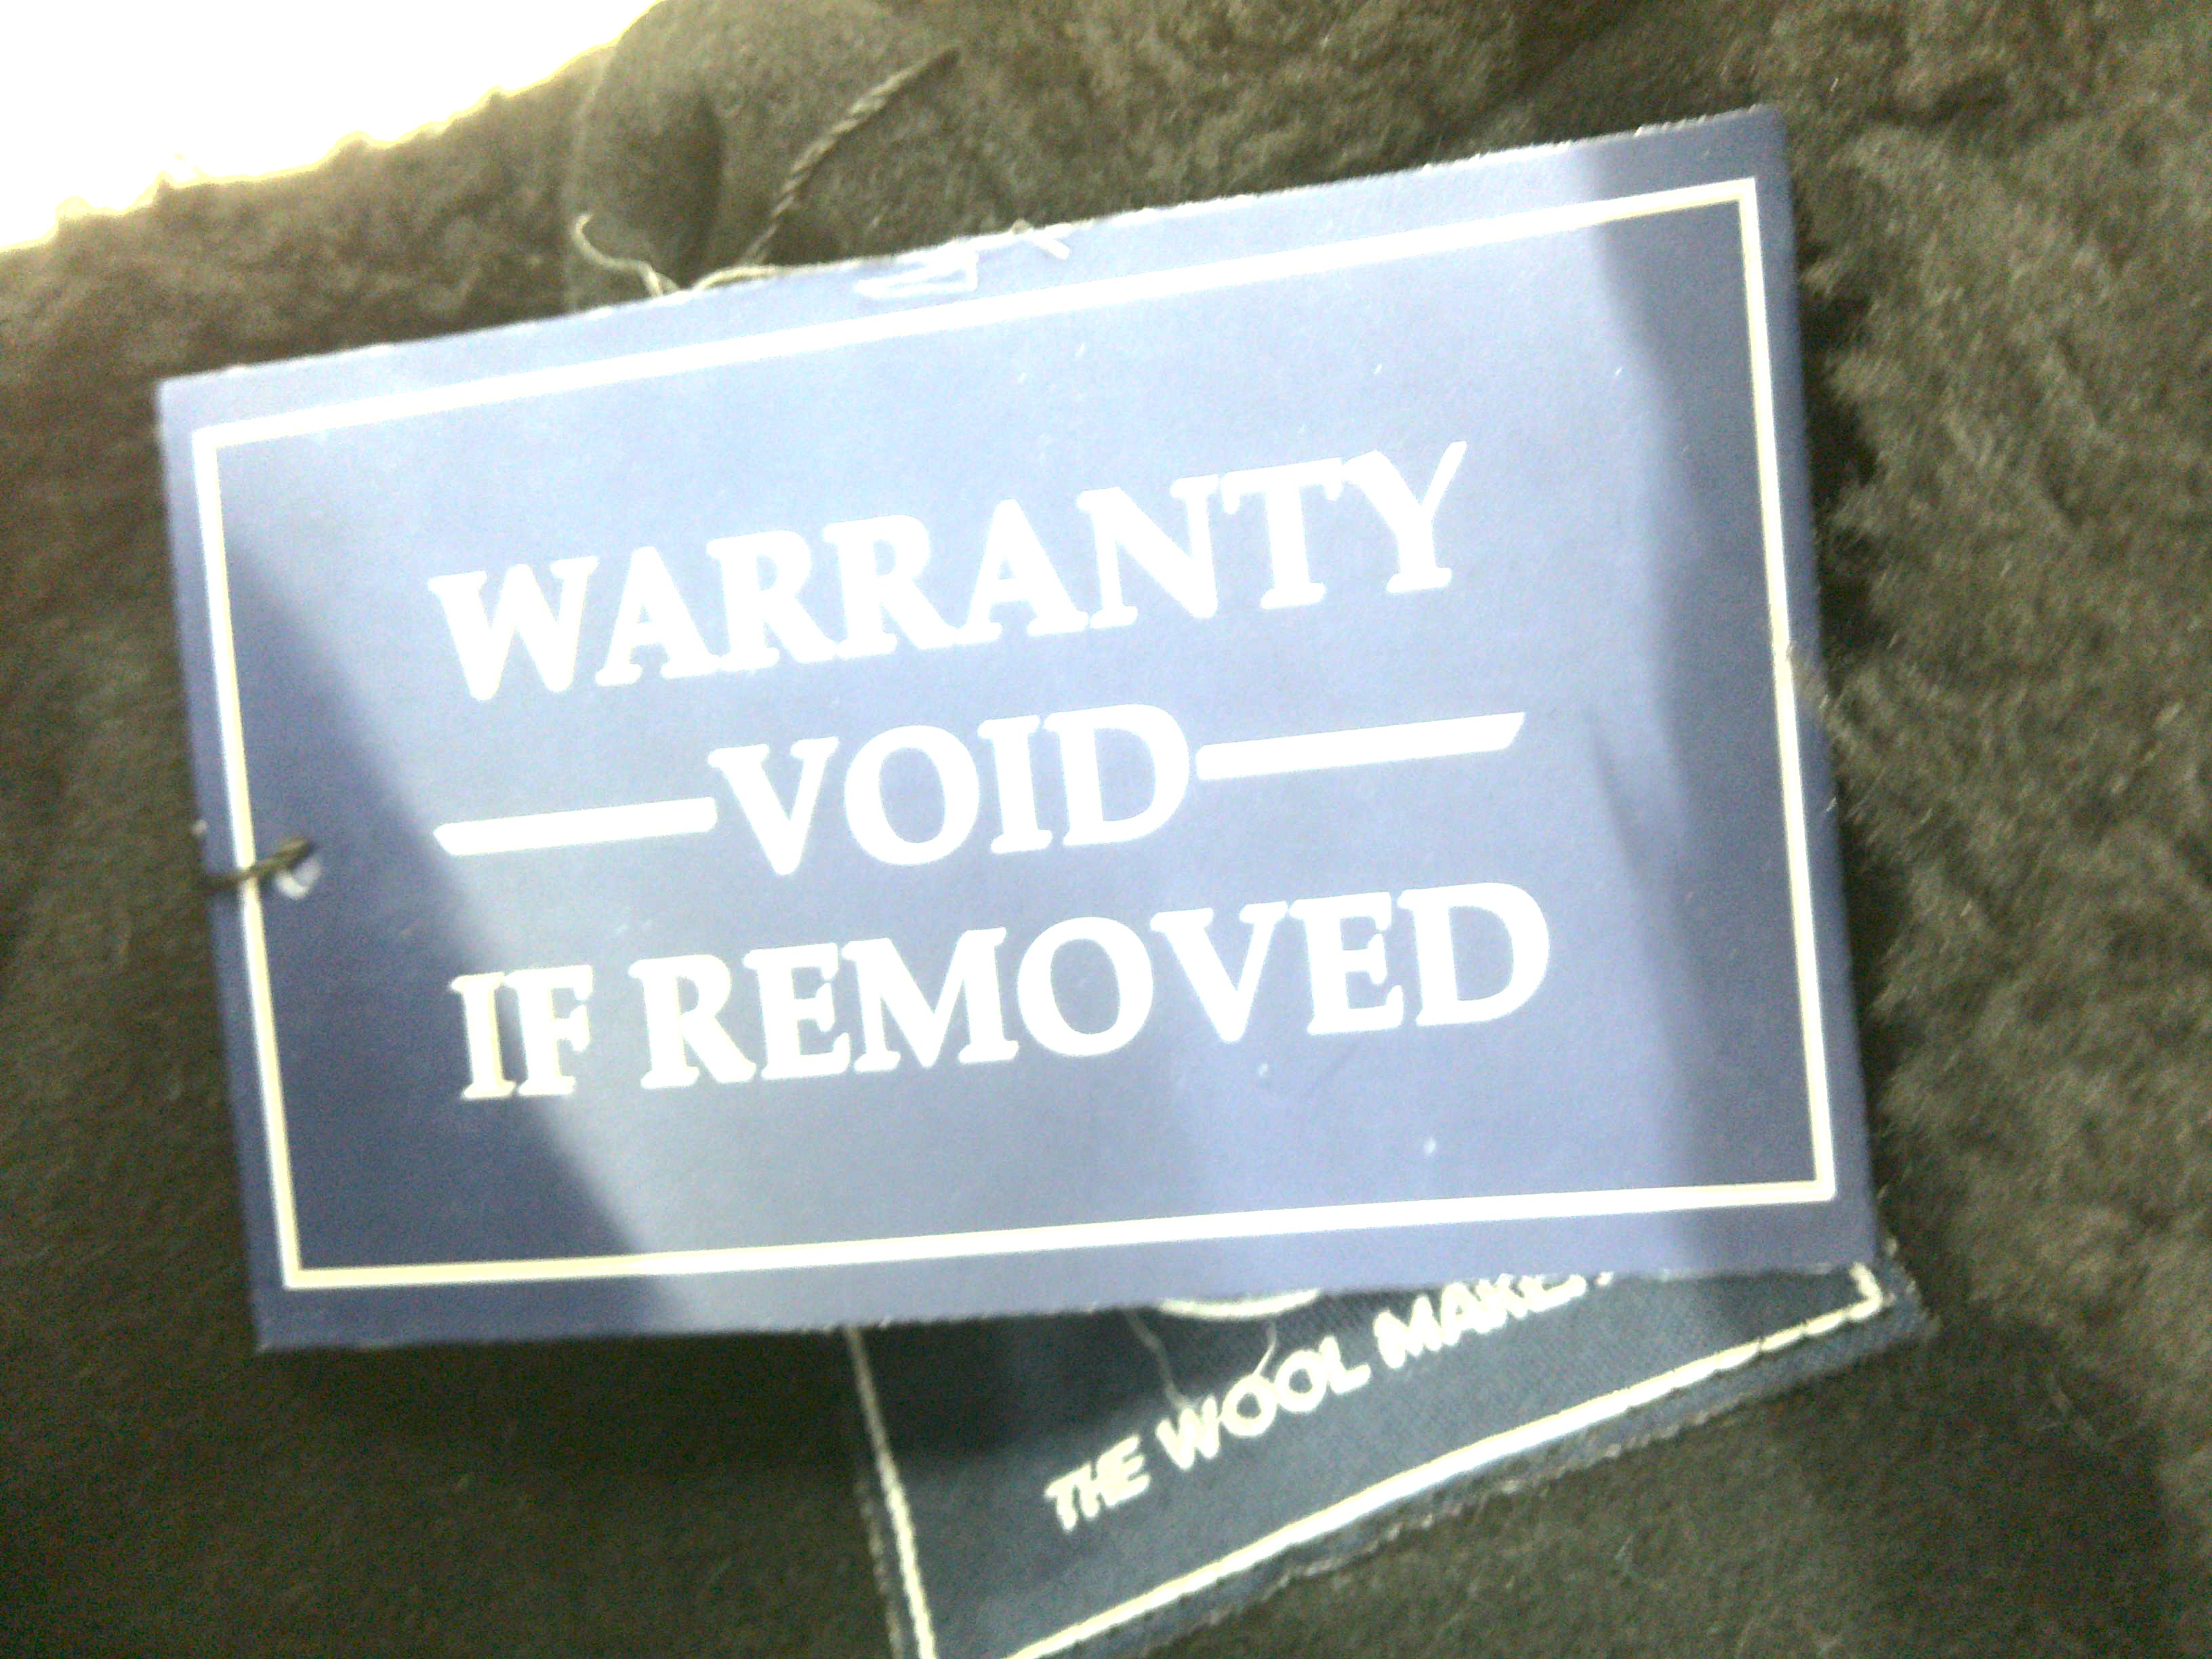 WARRANTY
VOID
IF REMOVED
THE WOOL